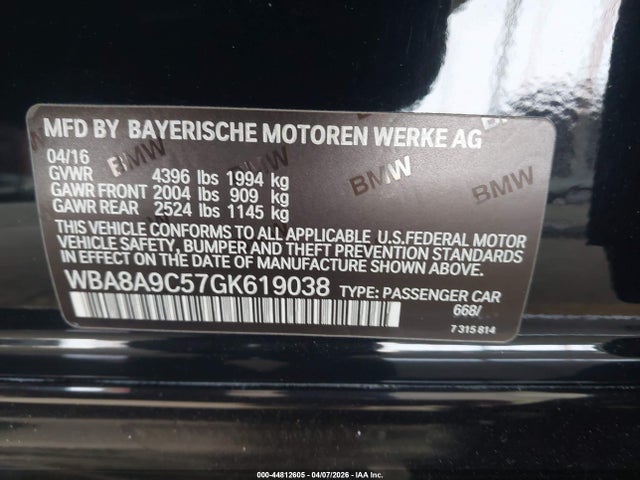 MFD BY BAYERISCHE MOTOREN WERKE AG
04/16
GVWR 4396 lbs 1994 kg
GAWR FRONT 2004 lbs 909 kg
GAWR REAR 2524 lbs 1145 kg
THIS VEHICLE CONFORMS TO ALL APPLICABLE U.S.FEDERAL MOTOR
VEHICLE SAFETY, BUMPER AND THEFT PREVENTION STANDARDS
IN EFFECT ON THE DATE OF MANUFACTURE SHOWN ABOVE.
WBA8A9C57GK619038 TYPE: PASSENGER CAR
668/
7 315 814
BMW
BMW
BMW
BMW
000-44812605 | 04/07/2026 | IAA Inc.